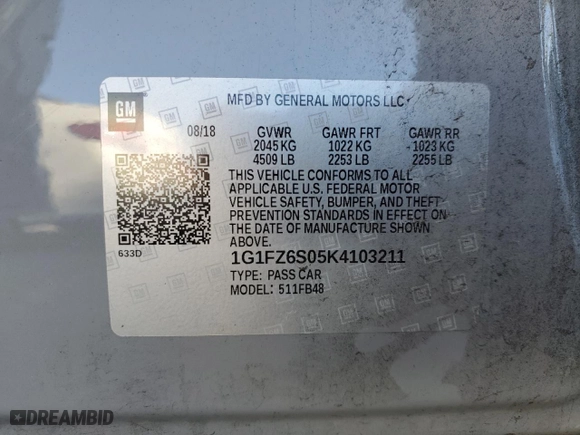 MFD BY GENERAL MOTORS LLC
GM
08/18 GVWR GAWR FRT GAWR RR
2045 KG 1022 KG 1023 KG
4509 LB 2253 LB 2255 LB
THIS VEHICLE CONFORMS TO ALL
APPLICABLE U.S. FEDERAL MOTOR
VEHICLE SAFETY, BUMPER, AND THEFT
PREVENTION STANDARDS IN EFFECT ON
THE DATE OF MANUFACTURE SHOWN
ABOVE.
633D
1G1FZ6S05K4103211
TYPE: PASS CAR
MODEL: 511FB48
DREAMBID